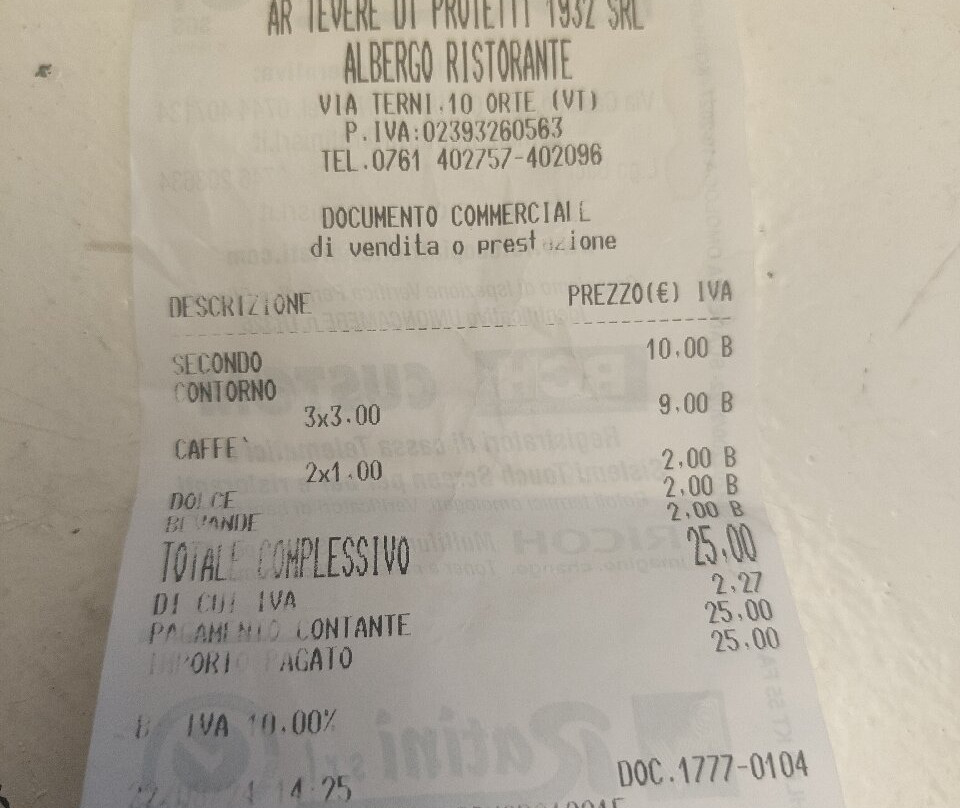 AR TEVERE DI PROIETTI 1932 SRL
ALBERGO RISTORANTE
VIA TERNI.10 ORTE (VT)
P.IVA:02393260563
TEL.0761 402757-402096
DOCUMENTO COMMERCIALE
di vendita o prestazione
DESCRIZIONE PREZZO(€) IVA
SECONDO 10,00 B
CONTORNO
3x3.00 9,00 B
CAFFE`
2x1.00 2,00 B
DOLCE 2,00 B
BEVANDE 2,00 B
TOTALE COMPLESSIVO 25,00
DI CUI IVA 2,27
PAGAMENTO CONTANTE 25,00
IMPORTO PAGATO 25,00
B IVA 10.00%
14:25 DOC.1777-0104